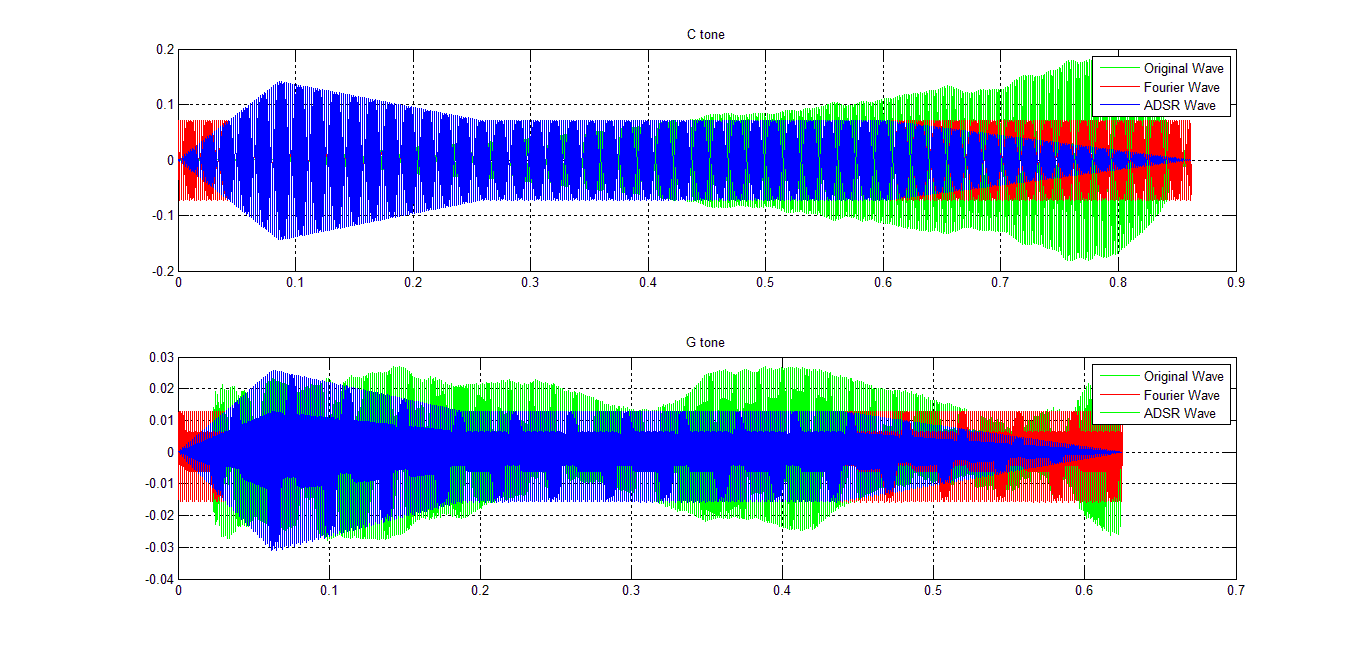 C tone
0.2
0.1
0
-0.1
-0.2
Original Wave
Fourier Wave
ADSR Wave
0 0.1 0.2 0.3 0.4 0.5 0.6 0.7 0.8 0.9
G tone
0.03
0.02
0.01
0
-0.01
-0.02
-0.03
-0.04
Original Wave
Fourier Wave
ADSR Wave
0 0.1 0.2 0.3 0.4 0.5 0.6 0.7